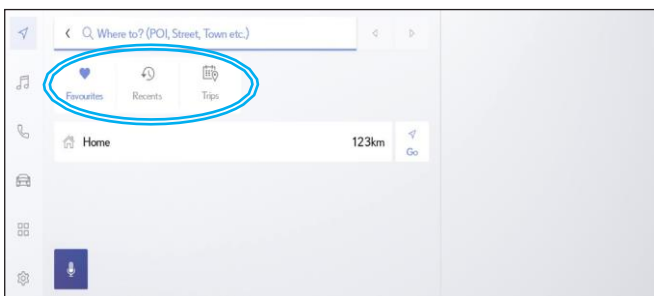 Where to? (POI, Street, Town etc.)
Favourites Recents Trips
Home 123km
Go